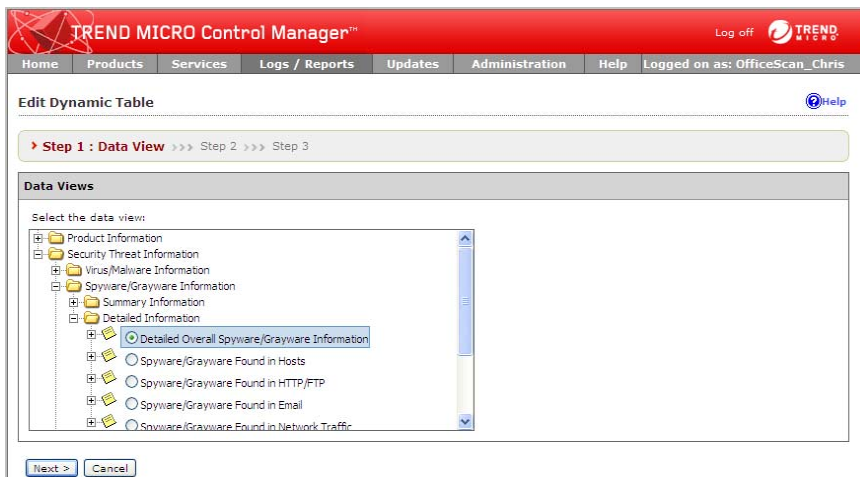 TREND MICRO Control Manager™
Log off
TREND MICRO
Home Products Services Logs / Reports Updates Administration Help Logged on as: OfficeScan_Chris
Edit Dynamic Table
Help
Step 1 : Data View >>> Step 2 >>> Step 3
Data Views
Select the data view:
Product Information
Security Threat Information
Virus/Malware Information
Spyware/Grayware Information
Summary Information
Detailed Information
Detailed Overall Spyware/Grayware Information
Spyware/Grayware Found in Hosts
Spyware/Grayware Found in HTTP/FTP
Spyware/Grayware Found in Email
Spyware/Grayware Found in Network Traffic
Next > Cancel